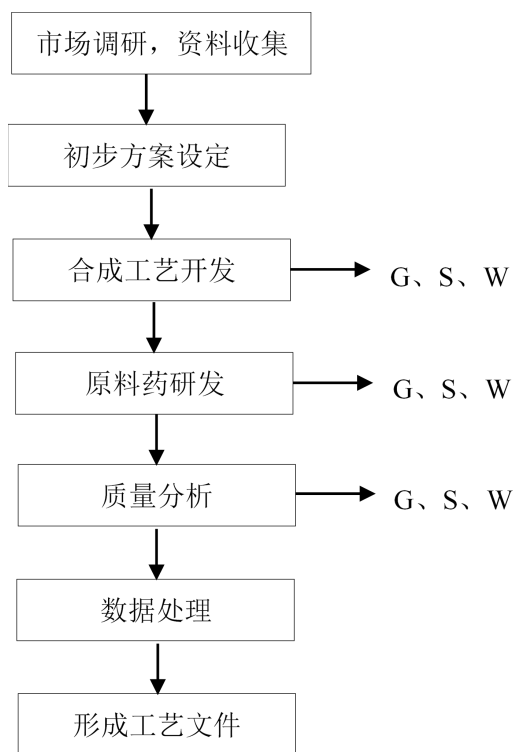 市场调研，资料收集
初步方案设定
合成工艺开发
G、S、W
原料药研发
G、S、W
质量分析
G、S、W
数据处理
形成工艺文件